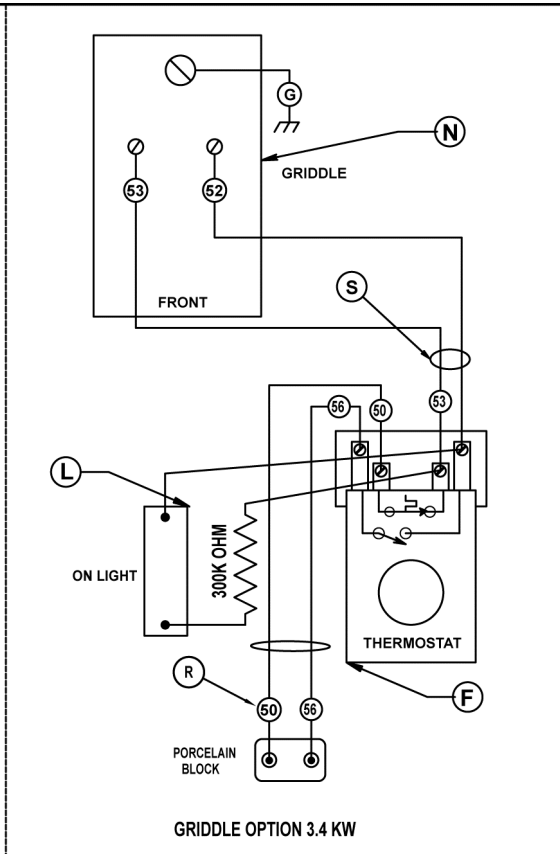 G
N
GRIDDLE
53
52
FRONT
S
56
50
53
L
300K OHM
ON LIGHT
THERMOSTAT
R
F
50
56
PORCELAIN
BLOCK
GRIDDLE OPTION 3.4 KW